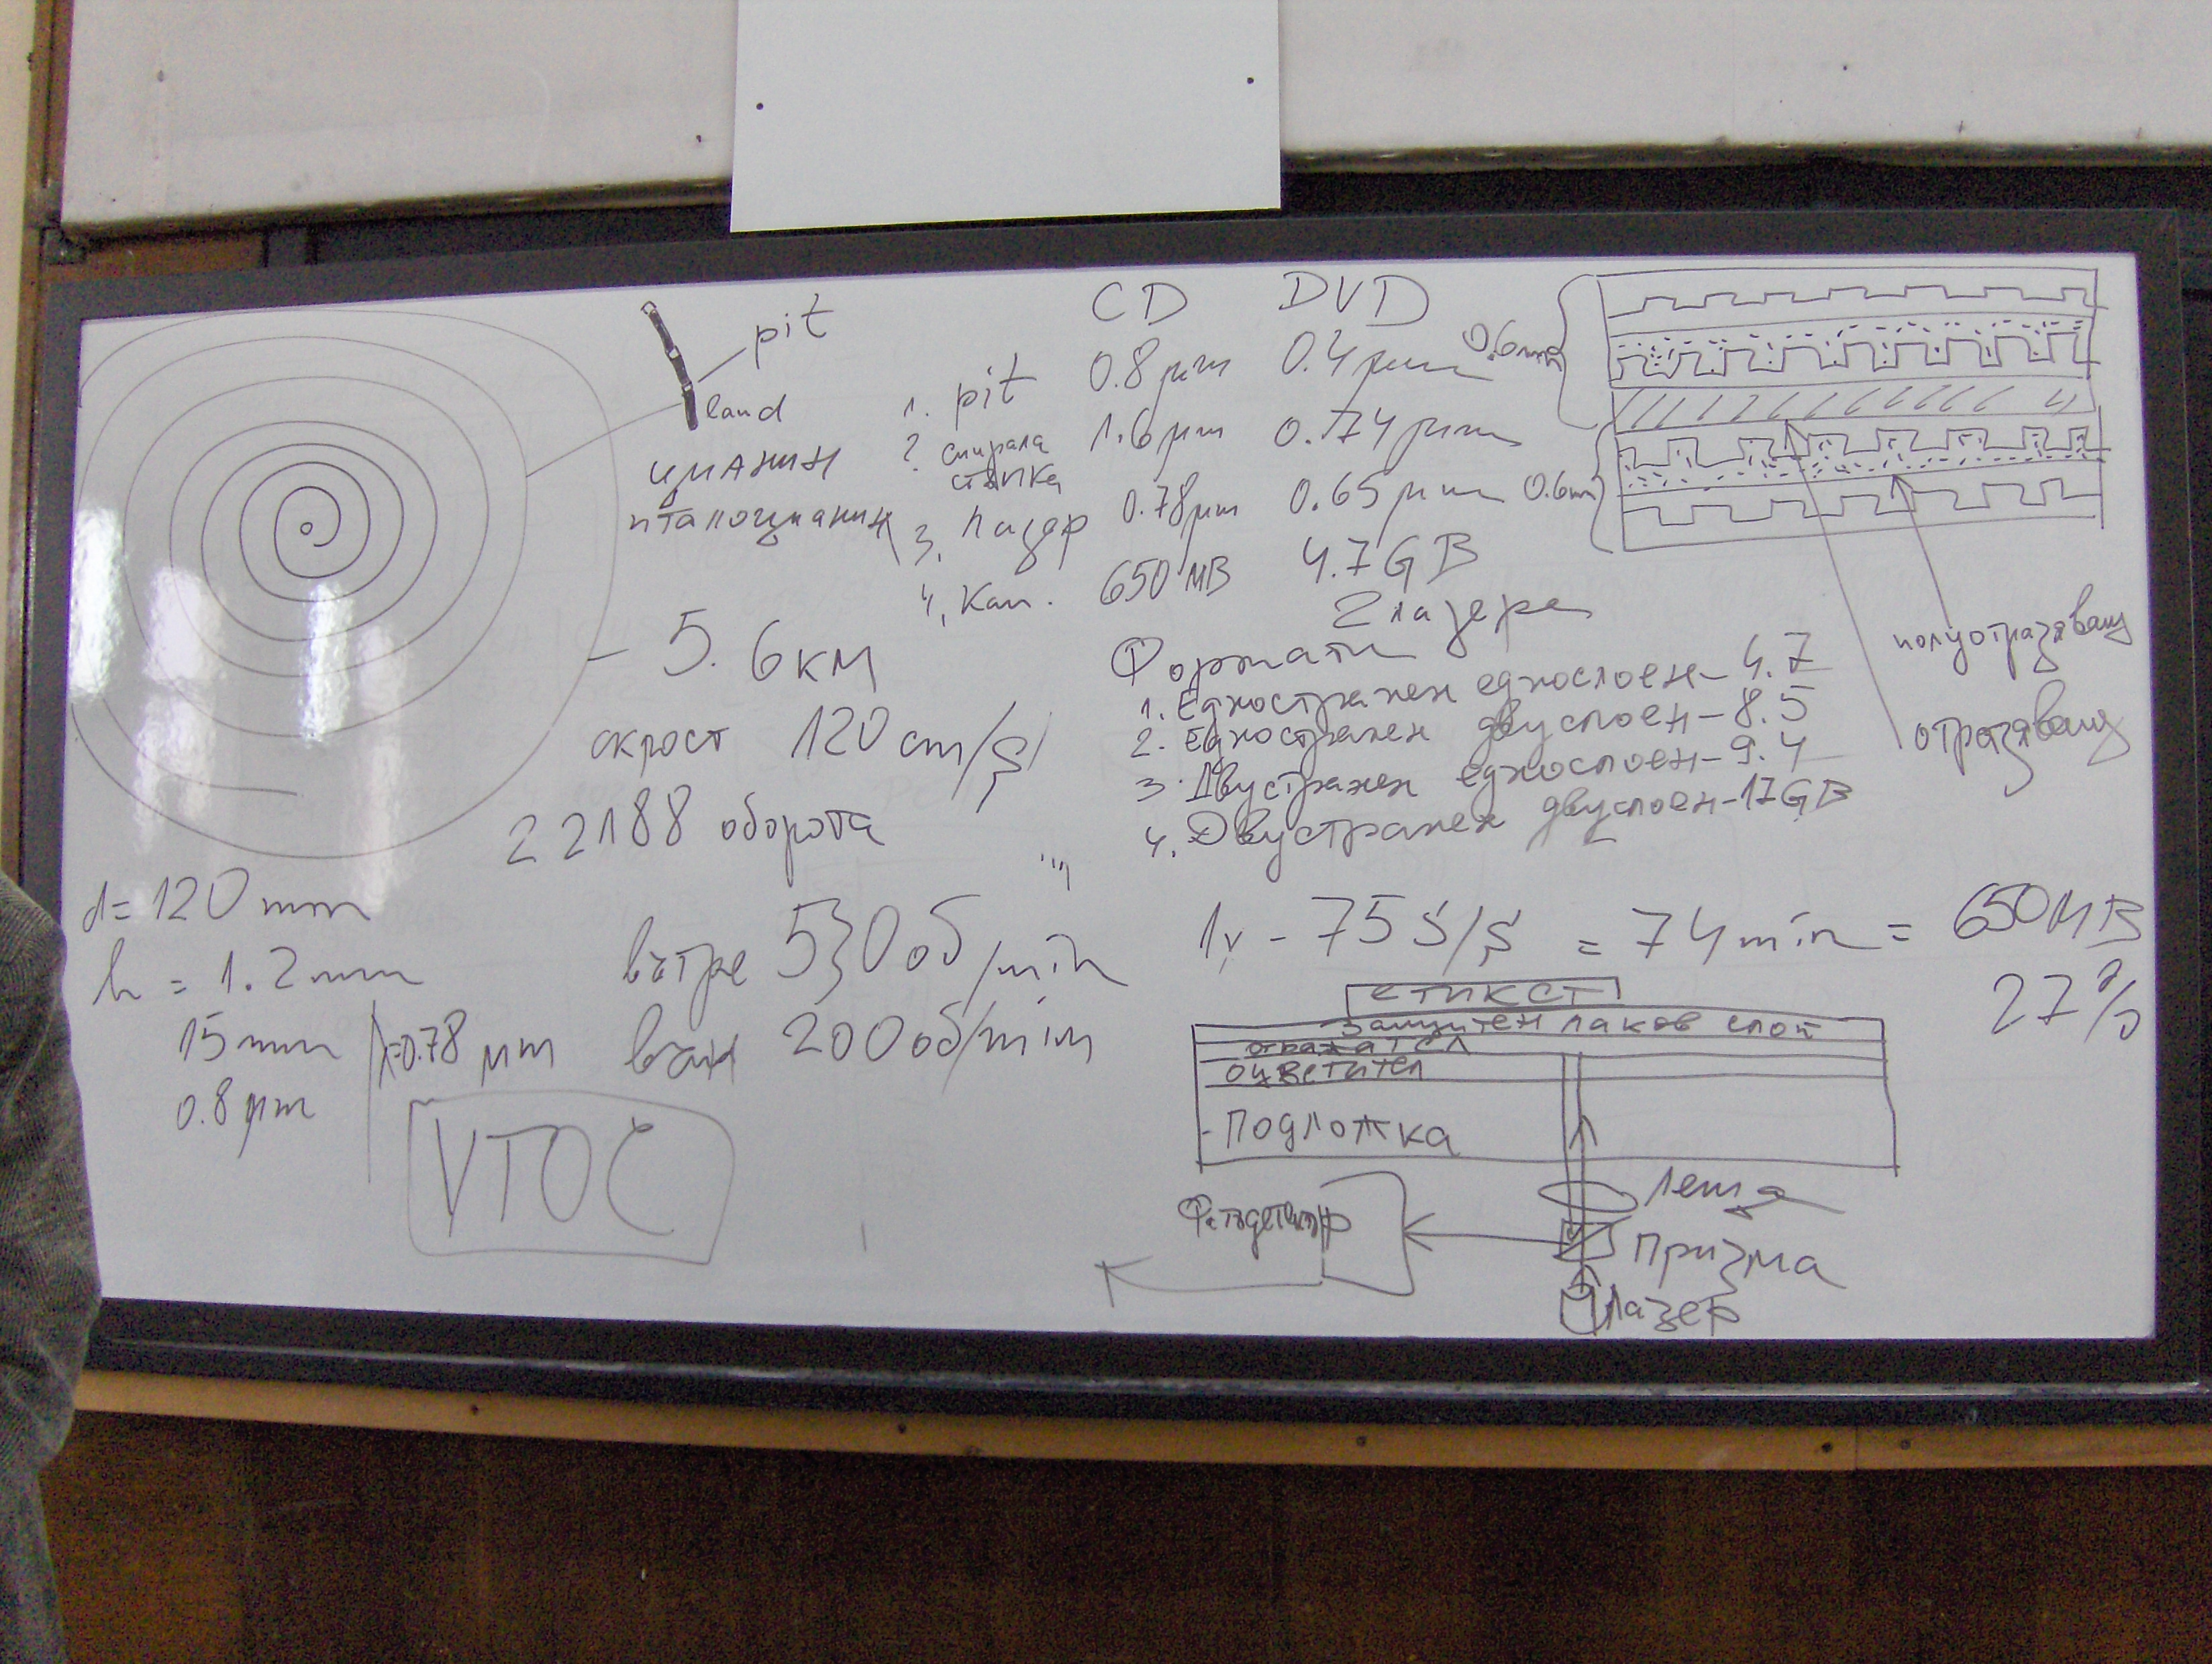 pit
land
цианин
пталоцианин
CD DVD
1. pit 0.8 μm 0.4 μm
2. спирала стъпка 1.6 μm 0.74 μm
3. Лазер 0.78 μm 0.65 μm
4. Кап. 650 MB 4.7 GB
2 лазера
0.6mm
0.6mm
полуотразяващ
отразяващ
5.6 км
скрост 120 cm/s
22188 оборота
Формати
1. Едностранен еднослоен - 4.7
2. Едностранен двуслоен - 8.5
3. Двустранен еднослоен - 9.4
4. Двустранен двуслоен - 17 GB
d = 120 mm
h = 1.2 mm
15 mm
0.8 μm
λ=0.78 μm
вътре 530 об/min
вън 200 об/min
VTOC
1x - 75 S/s = 74 min = 650 MB
27%
етикет
защитен лаков слой
оцветител
Подложка
Леща
Призма
Лазер